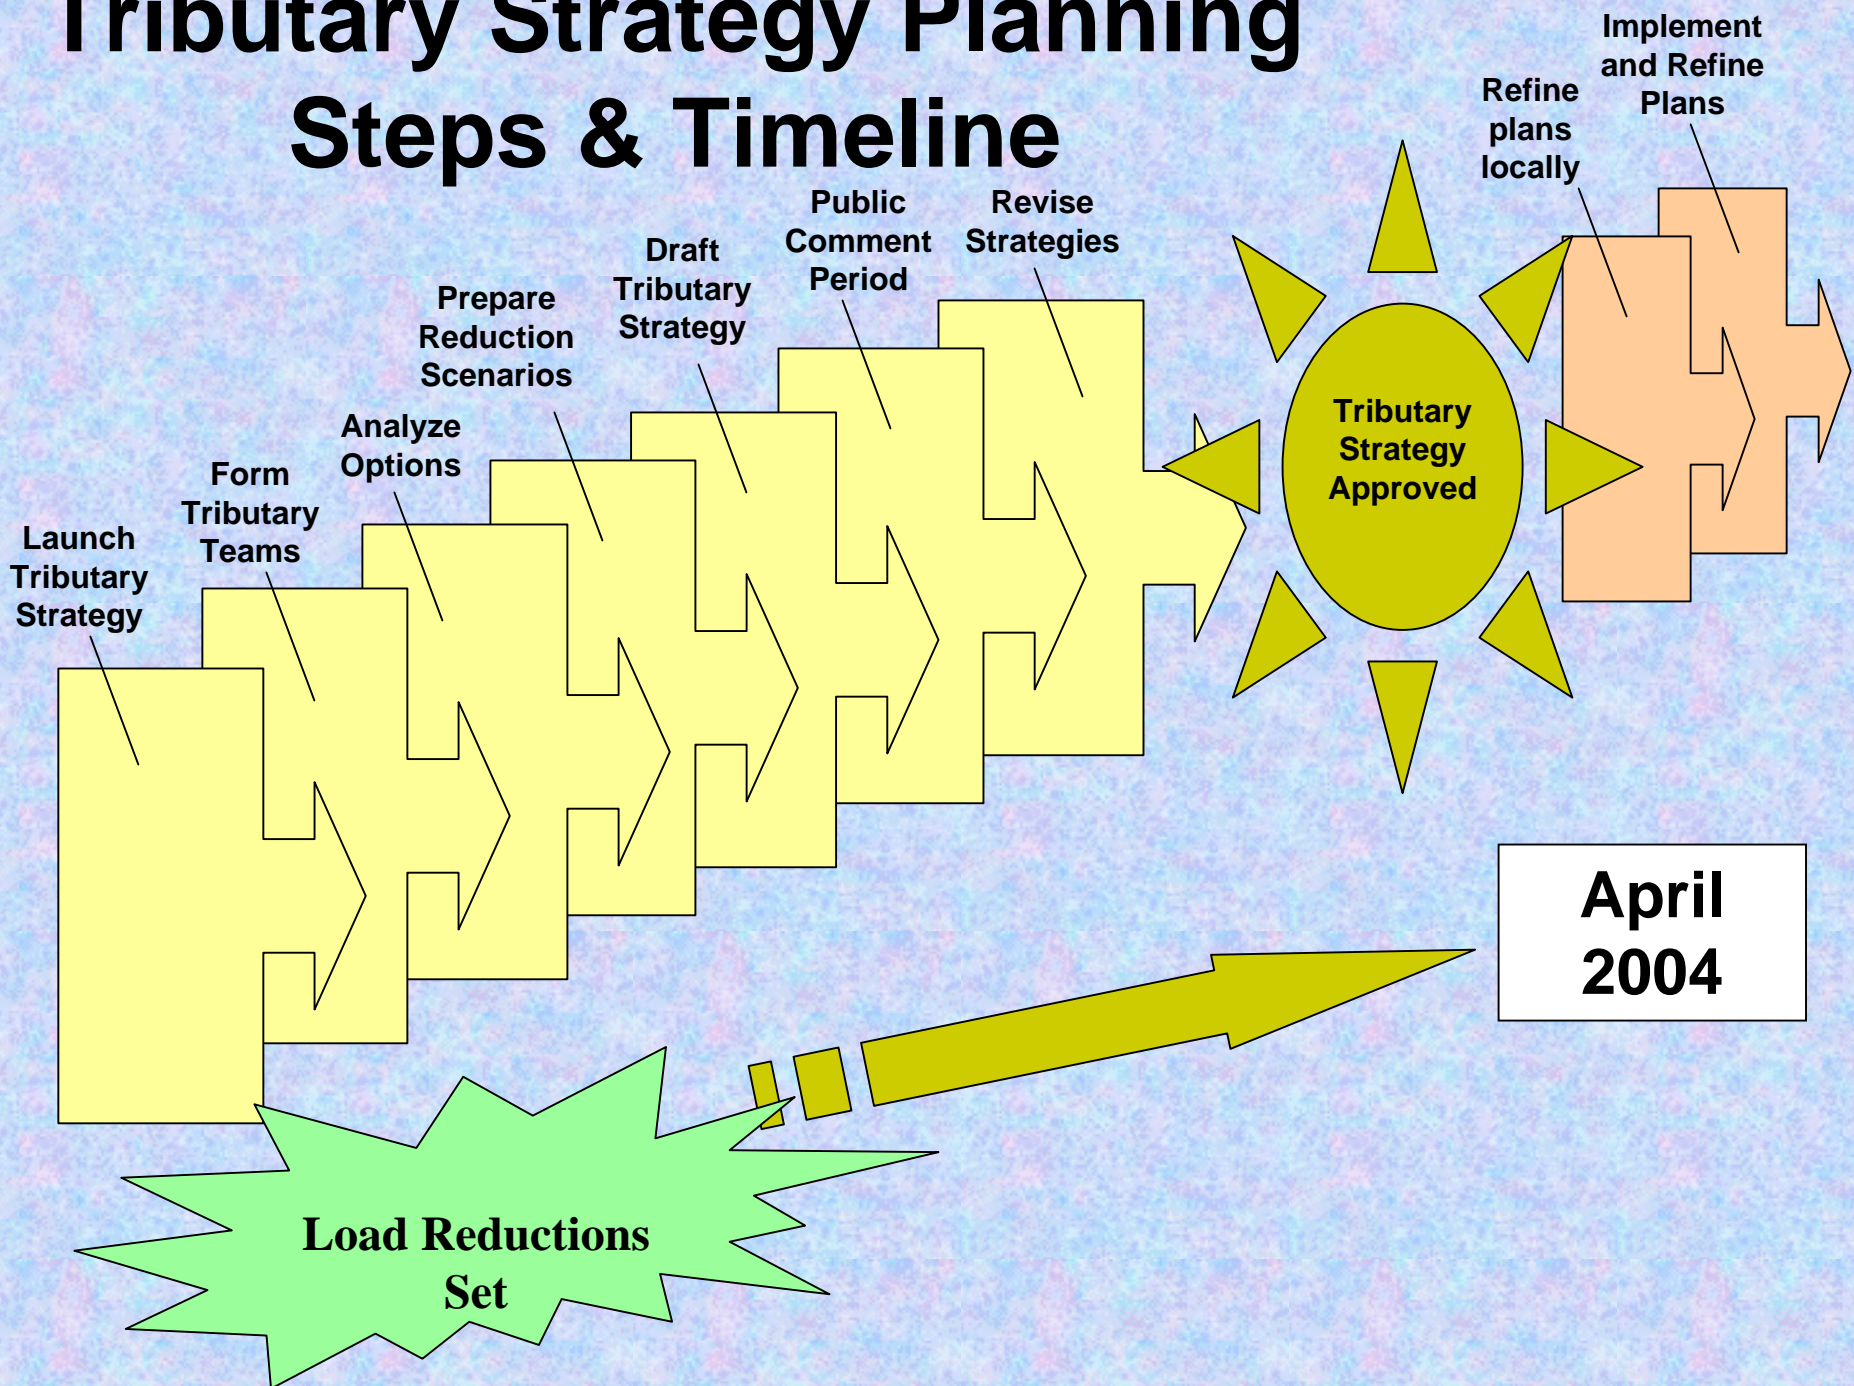 Tributary Strategy Planning
Steps & Timeline
Launch
Tributary
Strategy
Form
Tributary
Teams
Analyze
Options
Prepare
Reduction
Scenarios
Draft
Tributary
Strategy
Public
Comment
Period
Revise
Strategies
Tributary
Strategy
Approved
Refine
plans
locally
Implement
and Refine
Plans
April
2004
Load Reductions
Set